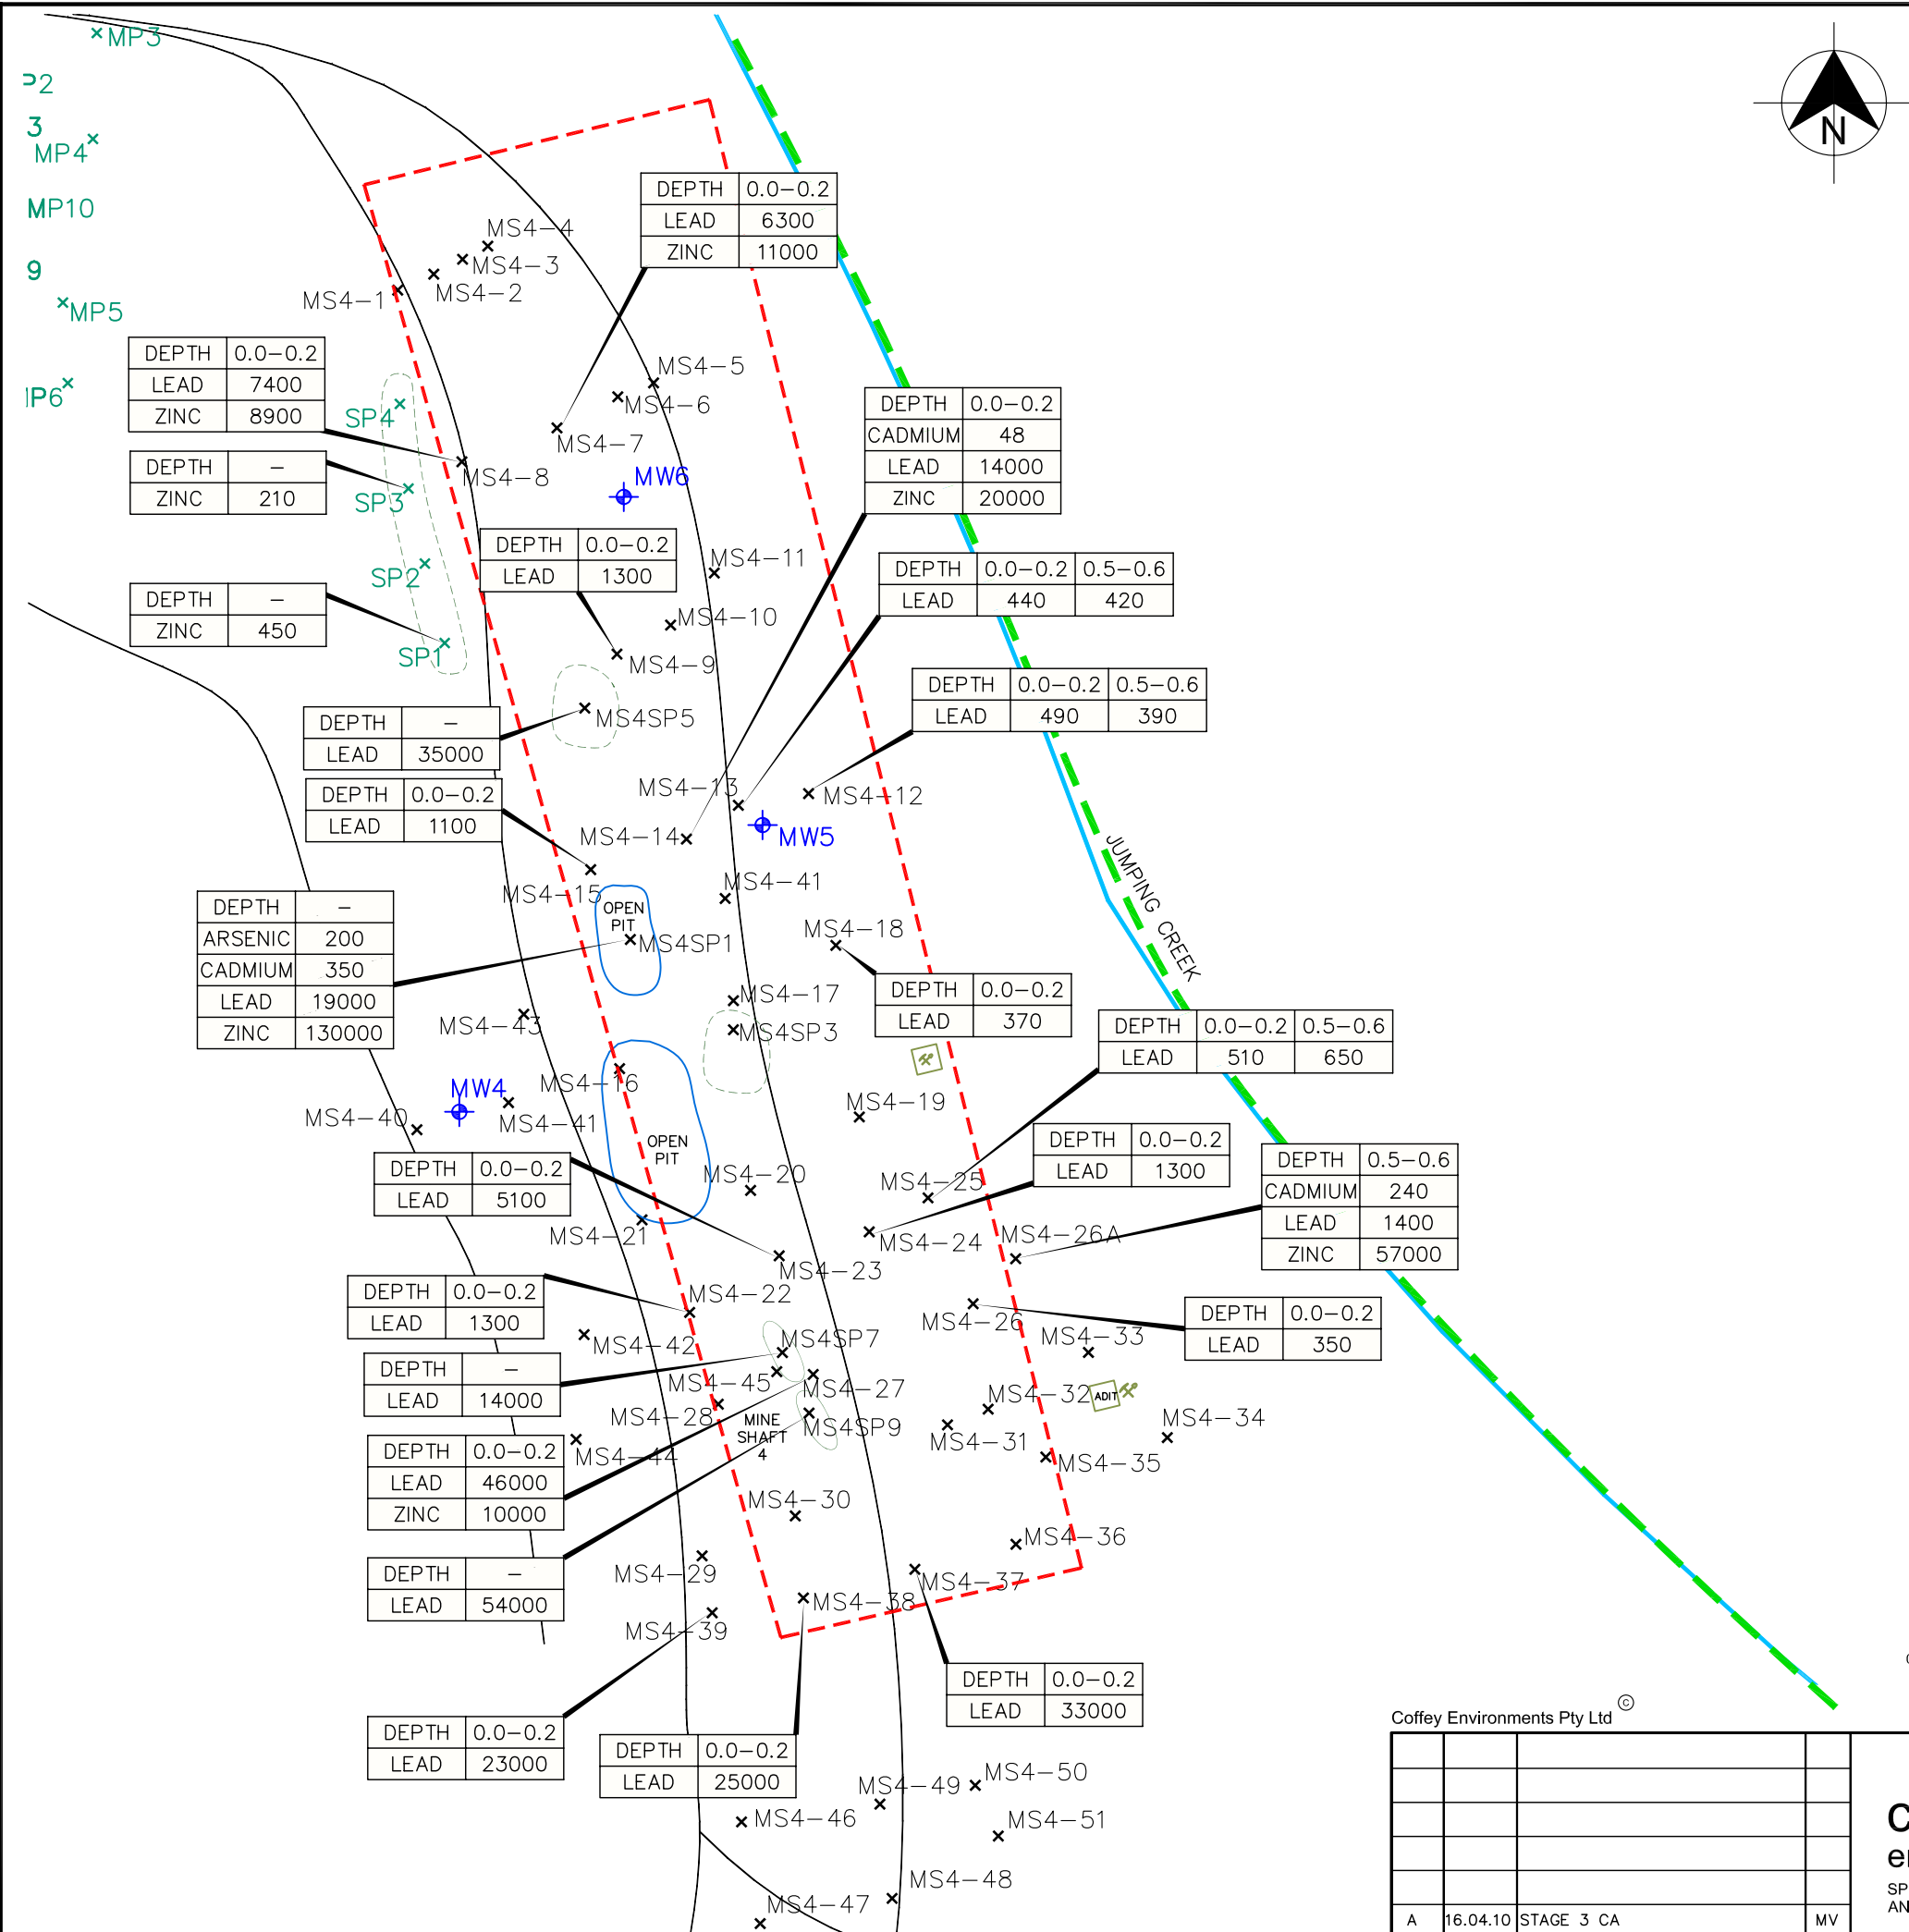 MP3
P2
3
MP4
MP10
9
MP5
P6
N
DEPTH 0.0-0.2
LEAD 6300
ZINC 11000
MS4-4
MS4-3
MS4-2
MS4-1
DEPTH 0.0-0.2
LEAD 7400
ZINC 8900
SP4
MS4-5
MS4-6
MS4-7
MS4-8
DEPTH 0.0-0.2
CADMIUM 48
LEAD 14000
ZINC 20000
DEPTH -
ZINC 210
SP3
MW6
DEPTH 0.0-0.2
LEAD 1300
MS4-11
DEPTH 0.0-0.2 0.5-0.6
LEAD 440 420
SP2
DEPTH -
ZINC 450
SP1
MS4-10
MS4-9
DEPTH 0.0-0.2 0.5-0.6
LEAD 490 390
MS4SP5
DEPTH -
LEAD 35000
DEPTH 0.0-0.2
LEAD 1100
MS4-13
MS4-12
MS4-14
MW5
JUMPING CREEK
MS4-15
MS4-41
OPEN
PIT
MS4SP1
MS4-18
DEPTH -
ARSENIC 200
CADMIUM 350
LEAD 19000
ZINC 130000
DEPTH 0.0-0.2
LEAD 370
MS4-17
MS4SP3
MS4-43
DEPTH 0.0-0.2 0.5-0.6
LEAD 510 650
MS4-16
MW4
MS4-40
MS4-41
MS4-19
OPEN
PIT
DEPTH 0.0-0.2
LEAD 1300
DEPTH 0.0-0.2
LEAD 5100
MS4-20
MS4-25
DEPTH 0.5-0.6
CADMIUM 240
LEAD 1400
ZINC 57000
MS4-21
MS4-24
MS4-26A
MS4-23
DEPTH 0.0-0.2
LEAD 1300
MS4-22
MS4-26
DEPTH 0.0-0.2
LEAD 350
MS4-42
MS4SP7
MS4-33
DEPTH -
LEAD 14000
MS4-45
MS4-27
MS4-32
ADIT
MS4-28
MINE
SHAFT
4
MS4SP9
MS4-31
MS4-34
MS4-44
MS4-35
DEPTH 0.0-0.2
LEAD 46000
ZINC 10000
MS4-30
MS4-36
MS4-29
DEPTH -
LEAD 54000
MS4-37
MS4-38
MS4-39
DEPTH 0.0-0.2
LEAD 33000
DEPTH 0.0-0.2
LEAD 23000
DEPTH 0.0-0.2
LEAD 25000
MS4-49
MS4-50
MS4-46
MS4-51
MS4-48
MS4-47
Coffey Environments Pty Ltd ©
A 16.04.10 STAGE 3 CA MV